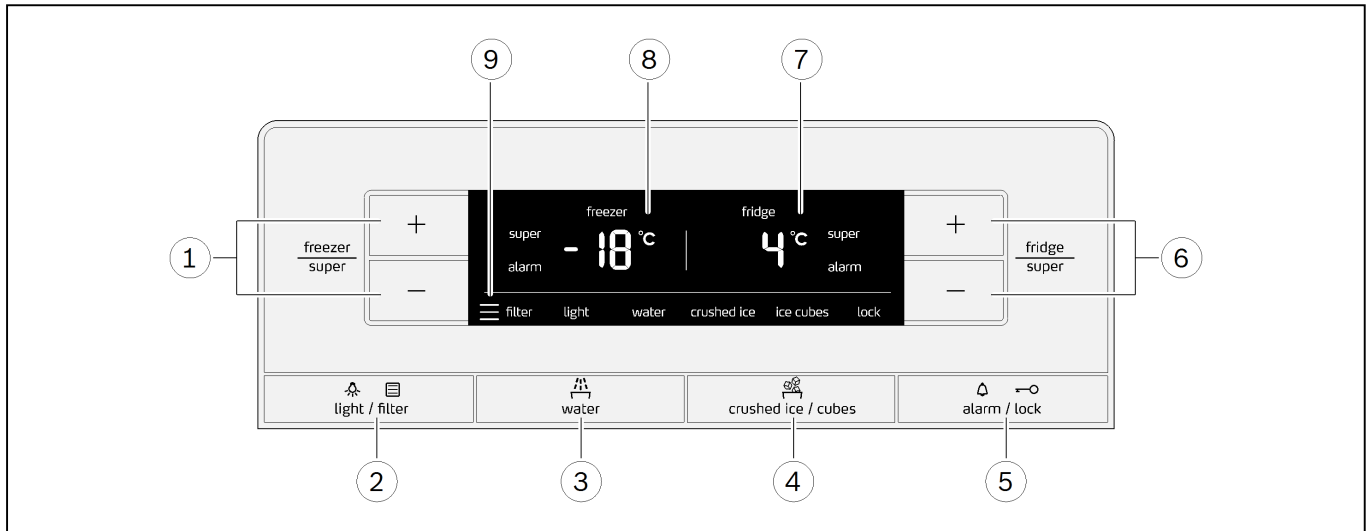 9 8 7
freezer fridge
+ +
super -18 °C 4 °C super
1 freezer fridge 6
super super
alarm alarm
− −
filter light water crushed ice ice cubes lock
light / filter water crushed ice / cubes alarm / lock
2 3 4 5